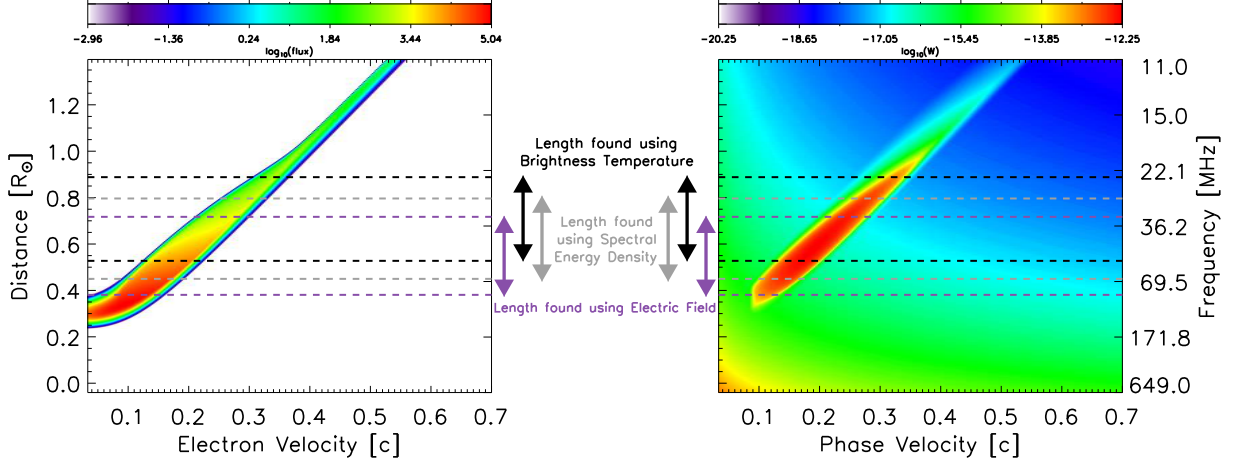 -2.96 -1.36 0.24 1.84 3.44 5.04
log₁₀(flux)
-20.25 -18.65 -17.05 -15.45 -13.85 -12.25
log₁₀(W)
Distance [R⊙]
1.2
1.0
0.8
0.6
0.4
0.2
0.0
0.1 0.2 0.3 0.4 0.5 0.6 0.7
Electron Velocity [c]
Length found using
Brightness Temperature
Length found
using Spectral
Energy Density
Length found using Electric Field
11.0
15.0
22.1
36.2
69.5
171.8
649.0
Frequency [MHz]
0.1 0.2 0.3 0.4 0.5 0.6 0.7
Phase Velocity [c]